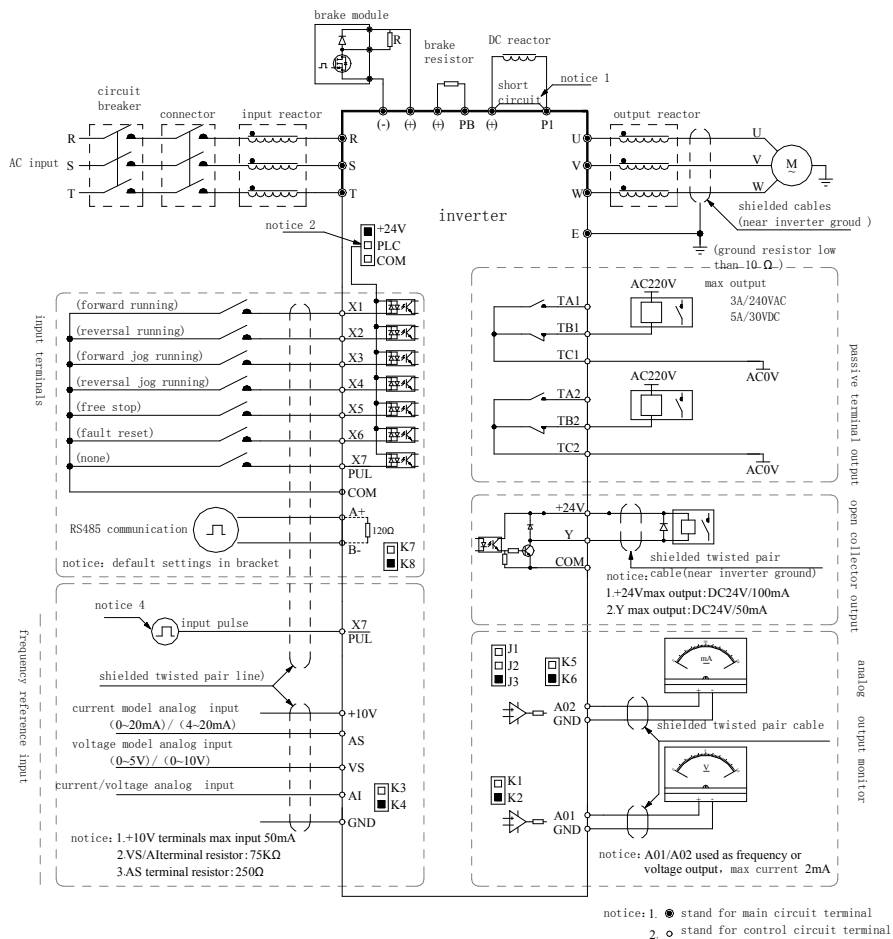 brake module
R
brake
resistor
DC reactor
notice 1
short
circuit
circuit
breaker
connector
input reactor
(-)
(+)
(+)
PB
(+)
P1
output reactor
R
R
U
U
AC input
S
S
V
V
M
~
T
T
W
W
inverter
shielded cables
(near inverter groud )
notice 2
+24V
PLC
COM
E
(ground resistor low
than 10 Ω )
max output
3A/240VAC
5A/30VDC
input terminals
(forward running)
X1
(reversal running)
X2
(forward jog running)
X3
(reversal jog running)
X4
(free stop)
X5
(fault reset)
X6
(none)
X7
PUL
COM
RS485 communication
A+
120Ω
B-
K7
K8
notice: default settings in bracket
TA1
AC220V
TB1
TC1
AC0V
TA2
AC220V
TB2
TC2
AC0V
passive terminal output
+24V
Y
COM
shielded twisted pair
cable(near inverter ground)
notice:
1.+24Vmax output:DC24V/100mA
2.Y max output:DC24V/50mA
open collector output
frequency reference input
notice 4
input pulse
X7
PUL
shielded twisted pair line)
current model analog input
(0~20mA)/ (4~20mA)
+10V
AS
voltage model analog input
(0~5V)/ (0~10V)
VS
current/voltage analog input
AI
K3
K4
GND
notice: 1.+10V terminals max input 50mA
2.VS/AIterminal resistor: 75KΩ
3.AS terminal resistor: 250Ω
J1
J2
J3
K5
K6
mA
+ -
A02
GND
shielded twisted pair cable
K1
K2
V
+ -
A01
GND
notice: A01/A02 used as frequency or
voltage output, max current 2mA
analog output monitor
notice: 1. stand for main circuit terminal
2. stand for control circuit terminal